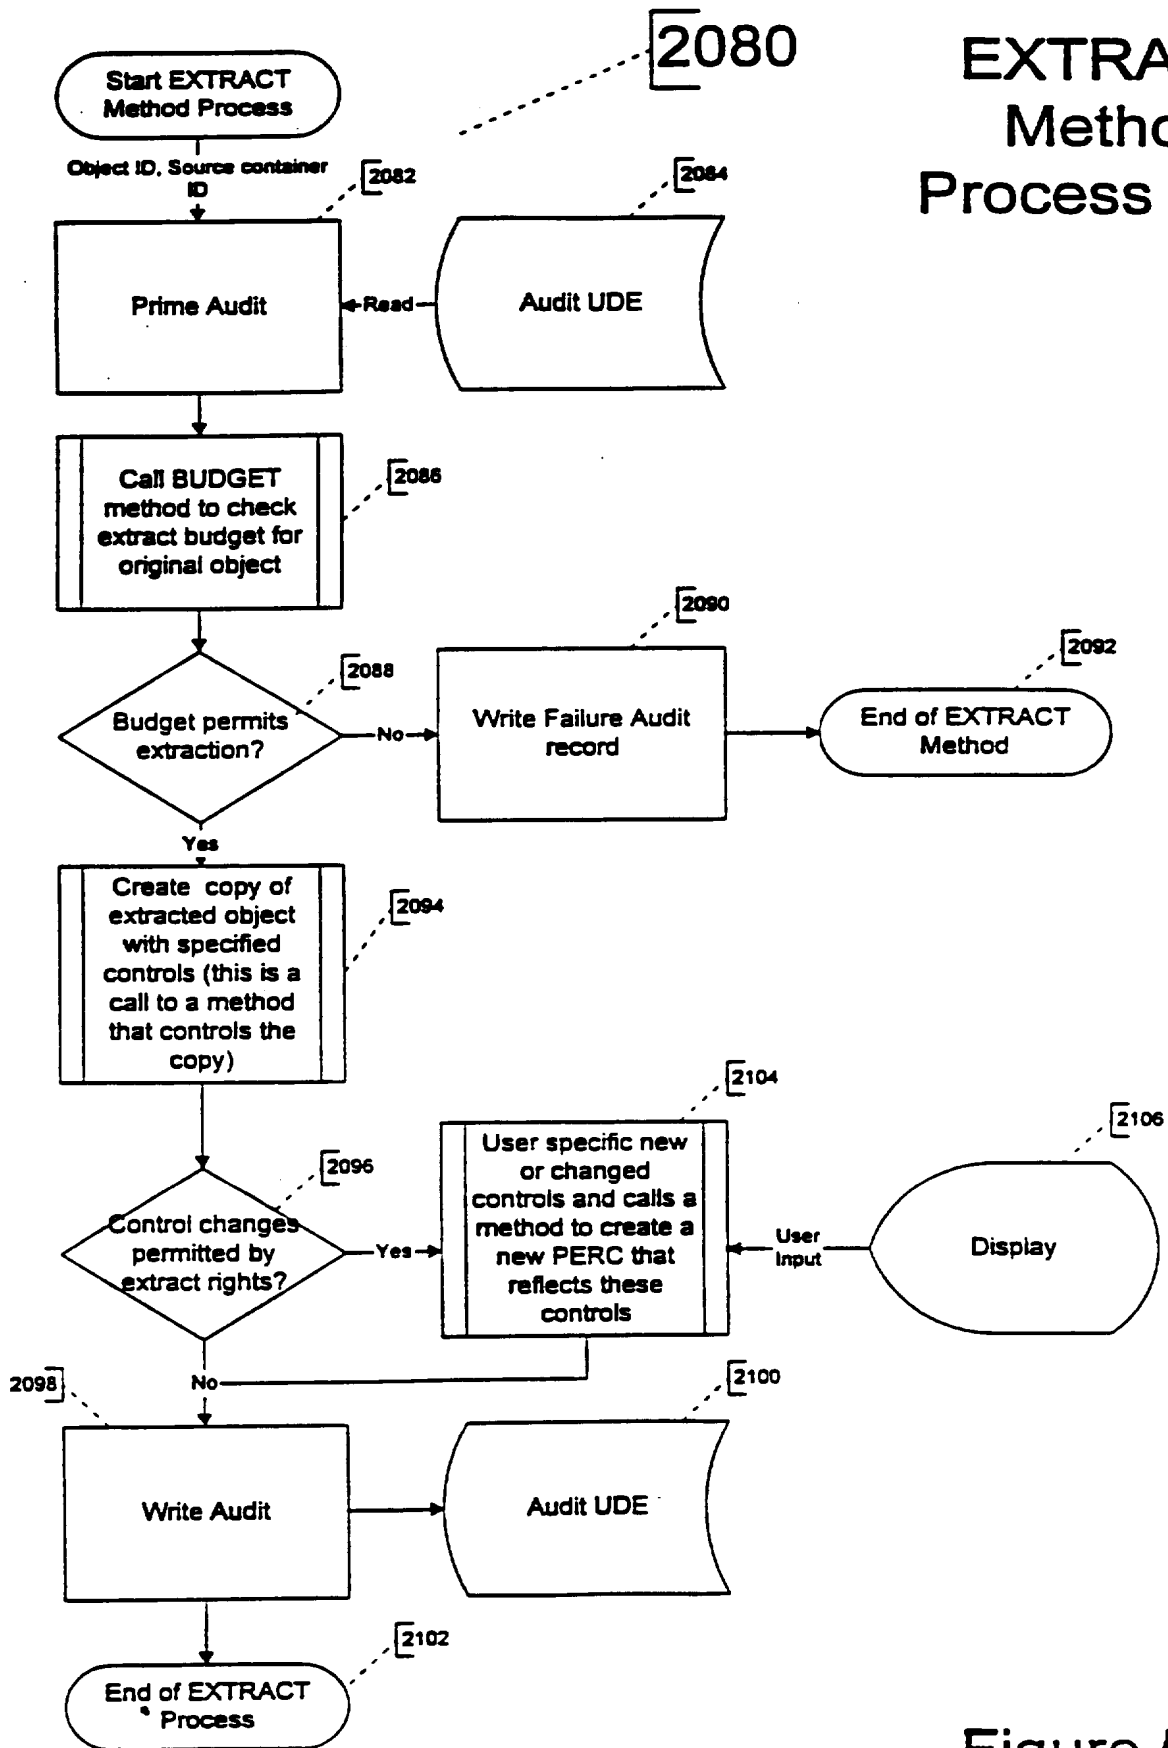 2080
EXTRA
Metho
Process
Start EXTRACT
Method Process
Object ID, Source container
ID
2082
2084
Prime Audit
Read
Audit UDE
Call BUDGET
method to check
extract budget for
original object
2086
2088
2090
2092
Budget permits
extraction?
No
Write Failure Audit
record
End of EXTRACT
Method
Yes
Create copy of
extracted object
with specified
controls (this is a
call to a method
that controls the
copy)
2094
2096
2104
2106
Control changes
permitted by
extract rights?
Yes
User specific new
or changed
controls and calls a
method to create a
new PERC that
reflects these
controls
User
Input
Display
2098
No
2100
Write Audit
Audit UDE
2102
End of EXTRACT
Process
Figure